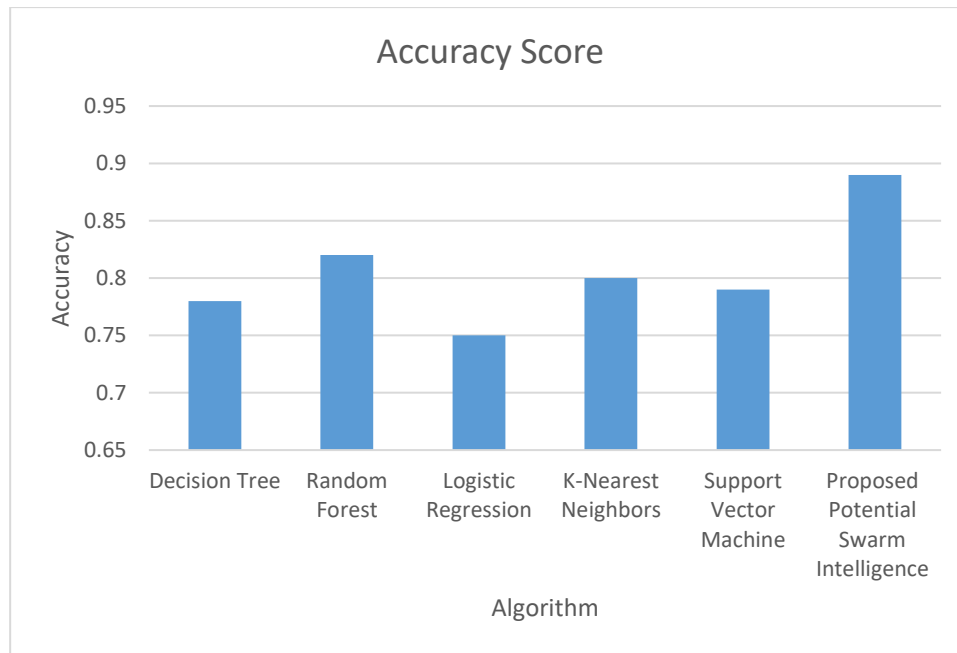 Accuracy Score
0.95
0.9
0.85
0.8
0.75
0.7
0.65
Accuracy
Decision Tree
Random
Forest
Logistic
Regression
K-Nearest
Neighbors
Support
Vector
Machine
Proposed
Potential
Swarm
Intelligence
Algorithm